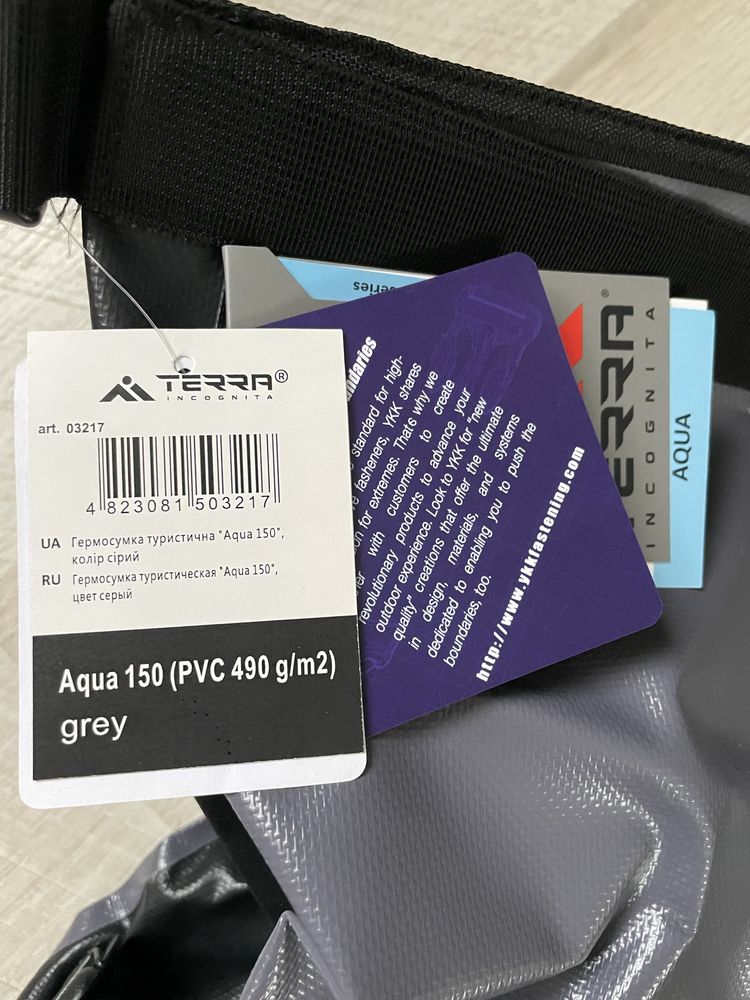 TERRA®
INCOGNITA
art. 03217
4 823081 503217
UA Гермосумка туристична "Aqua 150",
колір сірий
RU Гермосумка туристическая "Aqua 150",
цвет серый
Aqua 150 (PVC 490 g/m2)
grey
standard for high-
fasteners, YKK shares
for extremes. That6 why we
with customers to create
revolutionary products to advance your
outdoor experience. Look to YKK for "new
quality" creations that offer the ultimate
in design, materials, and systems
dedicated to enabling you to push the
boundaries, too.
http://www.ykkfastening.com
INCOGNITA
AQUA